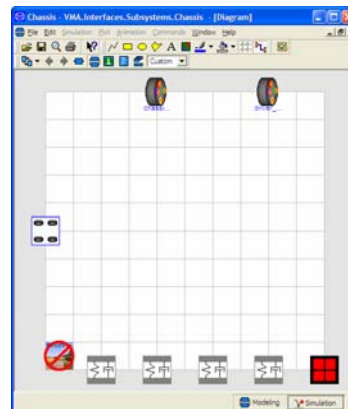 Chassis - VMA.Interfaces.Subsystems.Chassis - [Diagram]
File Edit Simulation Plot Animation Commands Window Help
Custom
Modeling Simulation